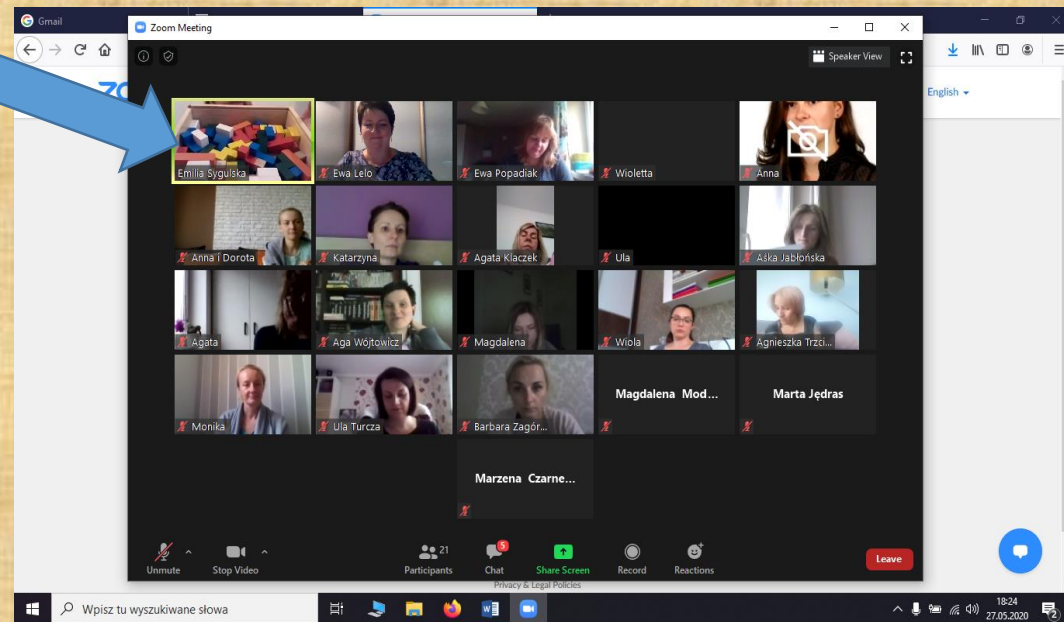 Gmail
Zoom Meeting
Speaker View
English
Emilia Sygulska
Ewa Lelo
Ewa Popadiak
Wioletta
Anna
Anna i Dorota
Katarzyna
Agata Klaczek
Ula
Aśka Jabłońska
Agata
Aga Wójtowicz
Magdalena
Wiola
Agnieszka Trzci...
Monika
Ula Turcza
Barbara Zagór...
Magdalena Mod...
Marta Jędras
Marzena Czarne...
21
5
Unmute
Stop Video
Participants
Chat
Share Screen
Record
Reactions
Leave
Privacy & Legal Policies
Wpisz tu wyszukiwane słowa
18:24
27.05.2020
2